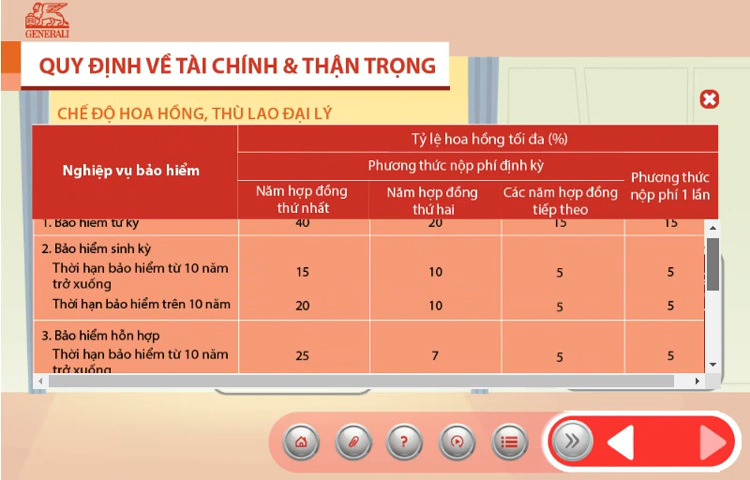 GENERALI
QUY ĐỊNH VỀ TÀI CHÍNH & THẬN TRỌNG
CHẾ ĐỘ HOA HỒNG, THÙ LAO ĐẠI LÝ
Nghiệp vụ bảo hiểm
Tỷ lệ hoa hồng tối đa (%)
Phương thức nộp phí định kỳ
Phương thức
nộp phí 1 lần
Năm hợp đồng
thứ nhất
Năm hợp đồng
thứ hai
Các năm hợp đồng
tiếp theo
1. Bảo hiểm tử kỳ 40 20 15 15
2. Bảo hiểm sinh kỳ
Thời hạn bảo hiểm từ 10 năm
trở xuống 15 10 5 5
Thời hạn bảo hiểm trên 10 năm 20 10 5 5
3. Bảo hiểm hỗn hợp
Thời hạn bảo hiểm từ 10 năm
trở xuống 25 7 5 5
?